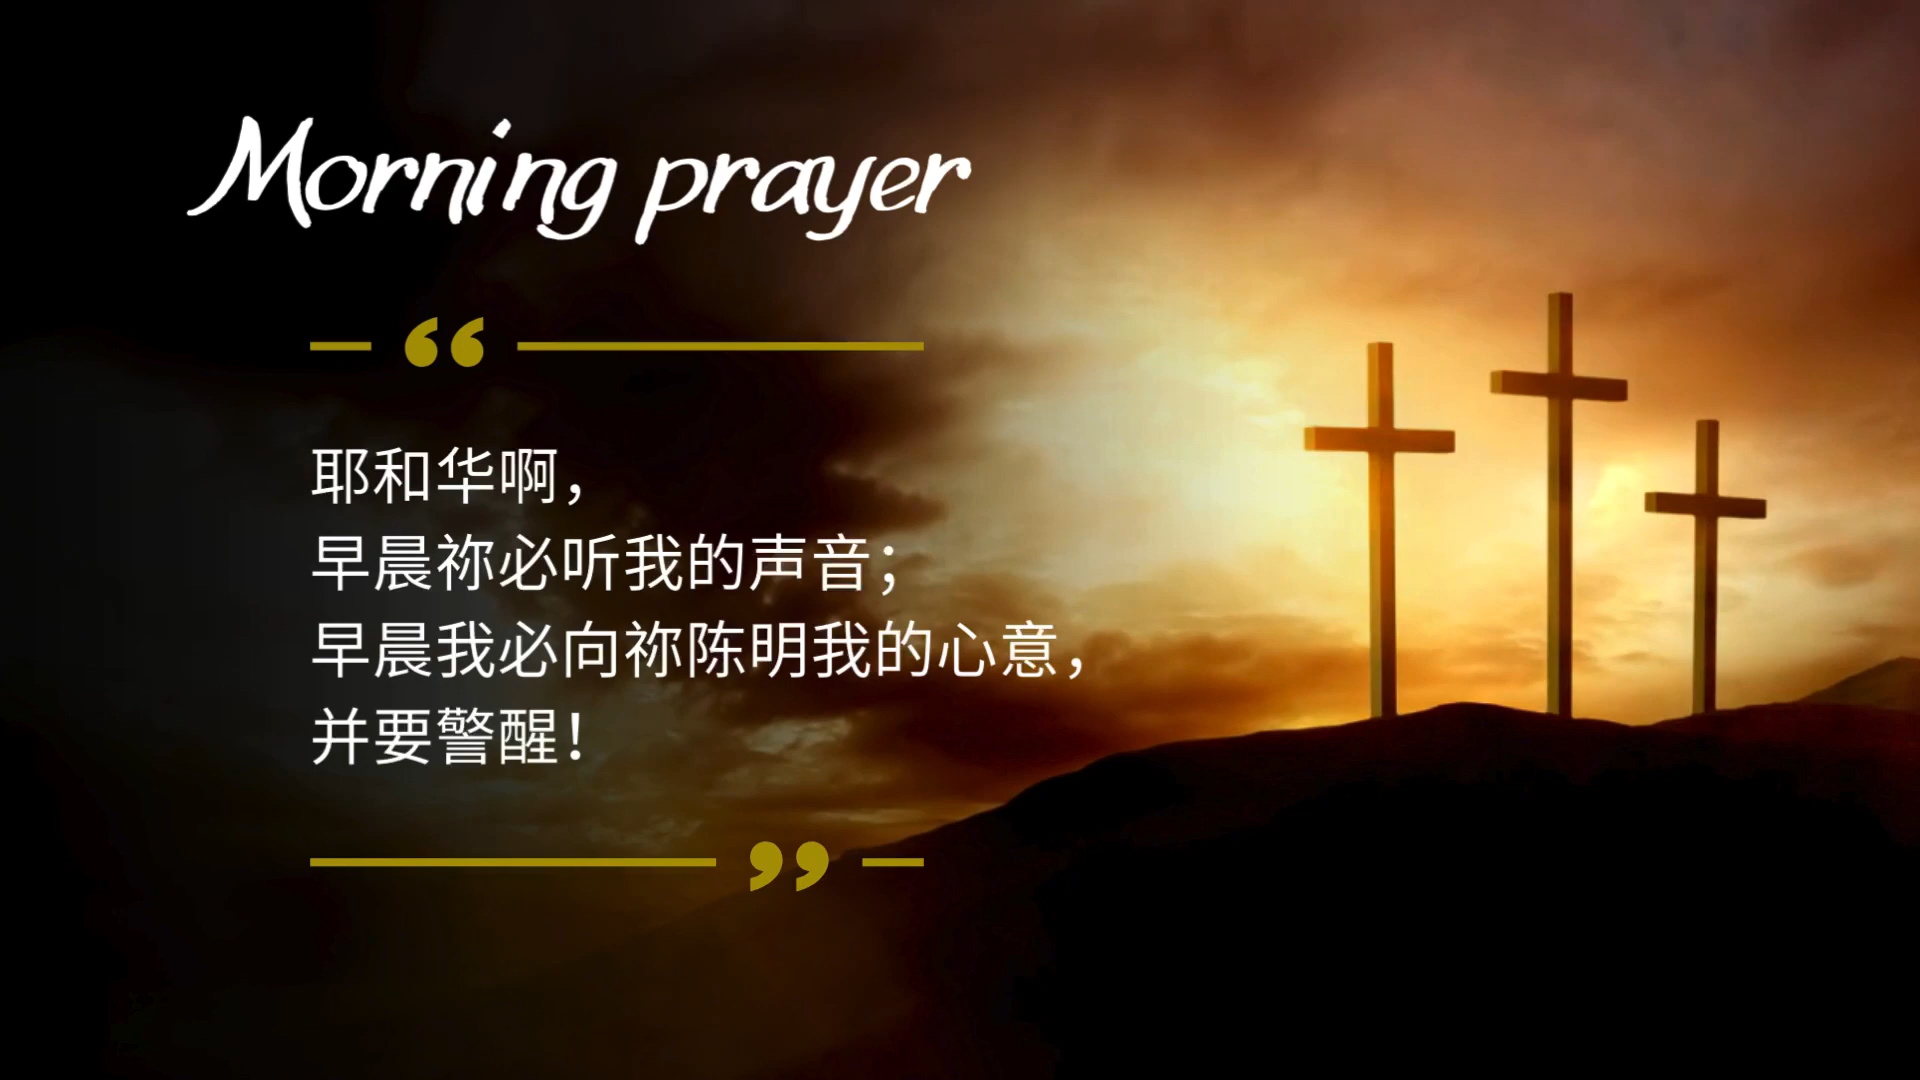 Morning prayer
“
耶和华啊，
早晨祢必听我的声音；
早晨我必向祢陈明我的心意，
并要警醒！
”